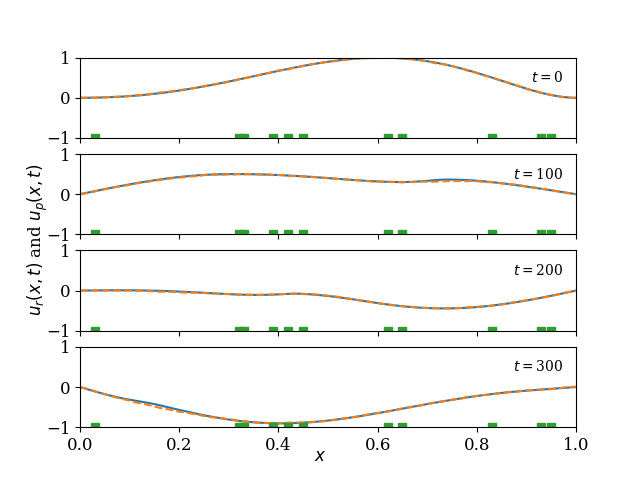 1
0
−1
t = 0
1
0
−1
t = 100
1
0
−1
t = 200
1
0
−1
t = 300
0.0 0.2 0.4 0.6 0.8 1.0
x
u_r(x, t) and u_p(x, t)